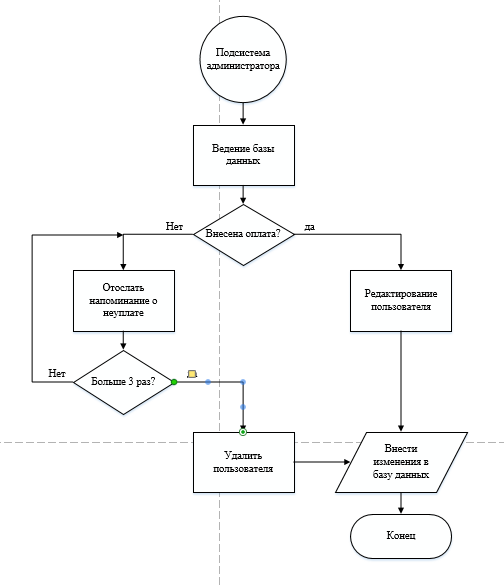 Подсистема
администратора
Ведение базы
данных
Нет
Внесена оплата?
да
Отослать
напоминание о
неуплате
Редактирование
пользователя
Нет
Больше 3 раз?
Удалить
пользователя
Внести
изменения в
базу данных
Конец